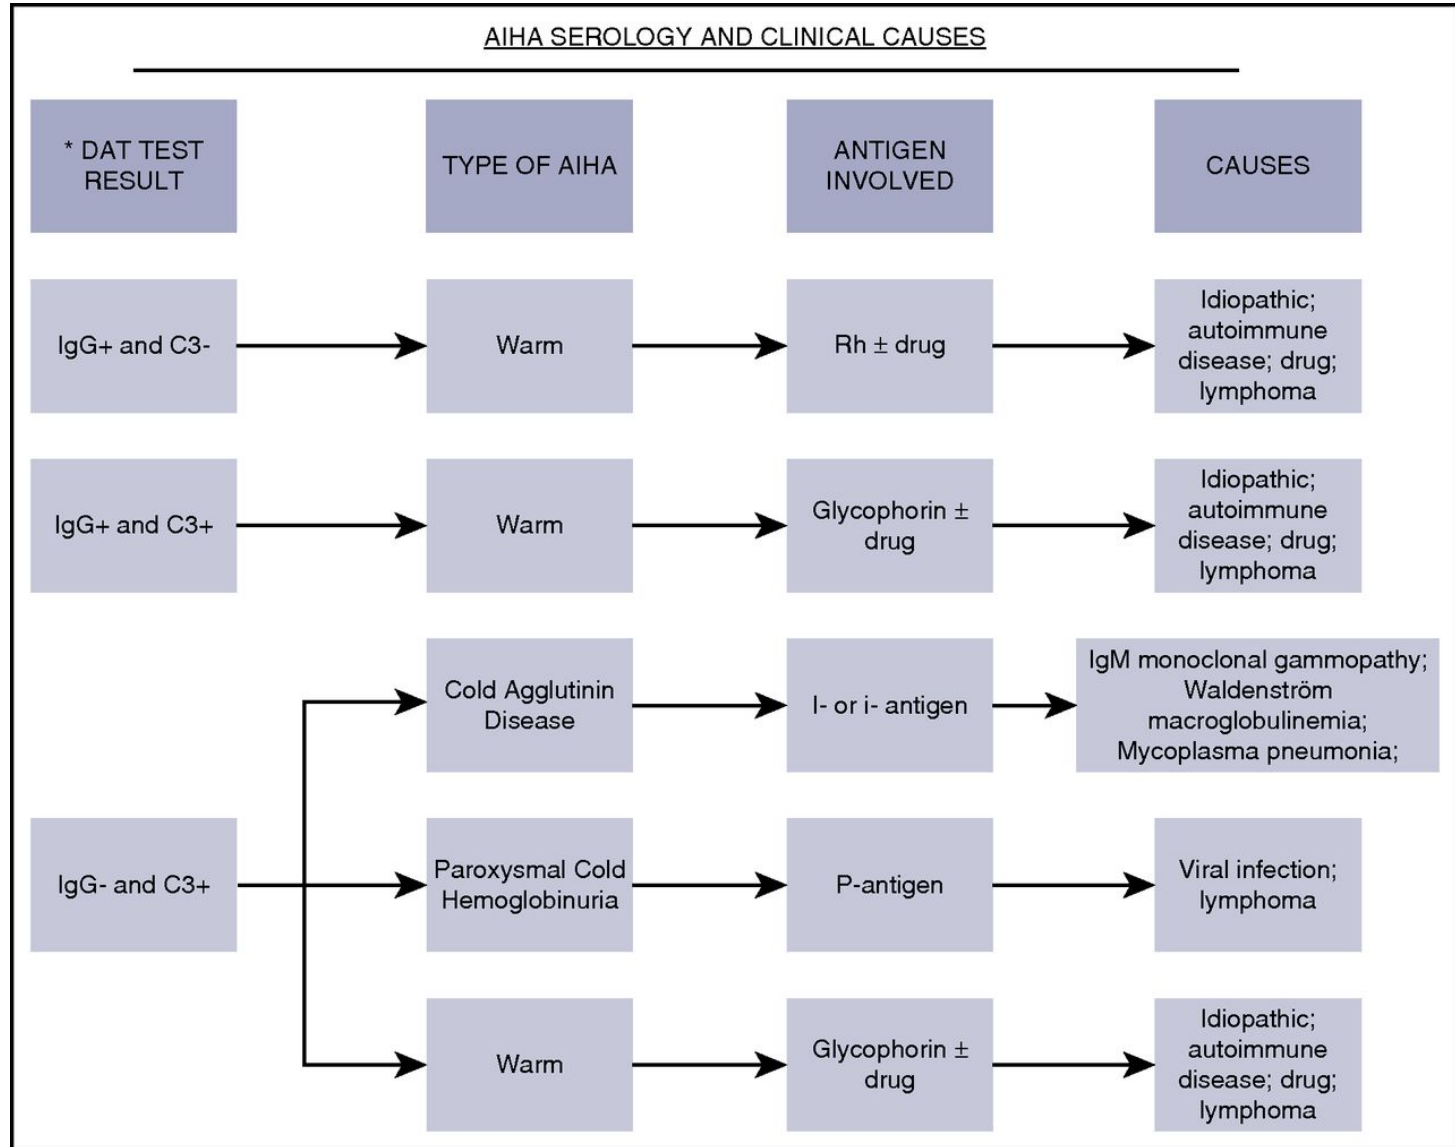 AIHA SEROLOGY AND CLINICAL CAUSES
* DAT TEST
RESULT
TYPE OF AIHA
ANTIGEN
INVOLVED
CAUSES
IgG+ and C3-
Warm
Rh ± drug
Idiopathic;
autoimmune
disease; drug;
lymphoma
IgG+ and C3+
Warm
Glycophorin ±
drug
Idiopathic;
autoimmune
disease; drug;
lymphoma
IgG- and C3+
Cold Agglutinin
Disease
I- or i- antigen
IgM monoclonal gammopathy;
Waldenström
macroglobulinemia;
Mycoplasma pneumonia;
Paroxysmal Cold
Hemoglobinuria
P-antigen
Viral infection;
lymphoma
Warm
Glycophorin ±
drug
Idiopathic;
autoimmune
disease; drug;
lymphoma